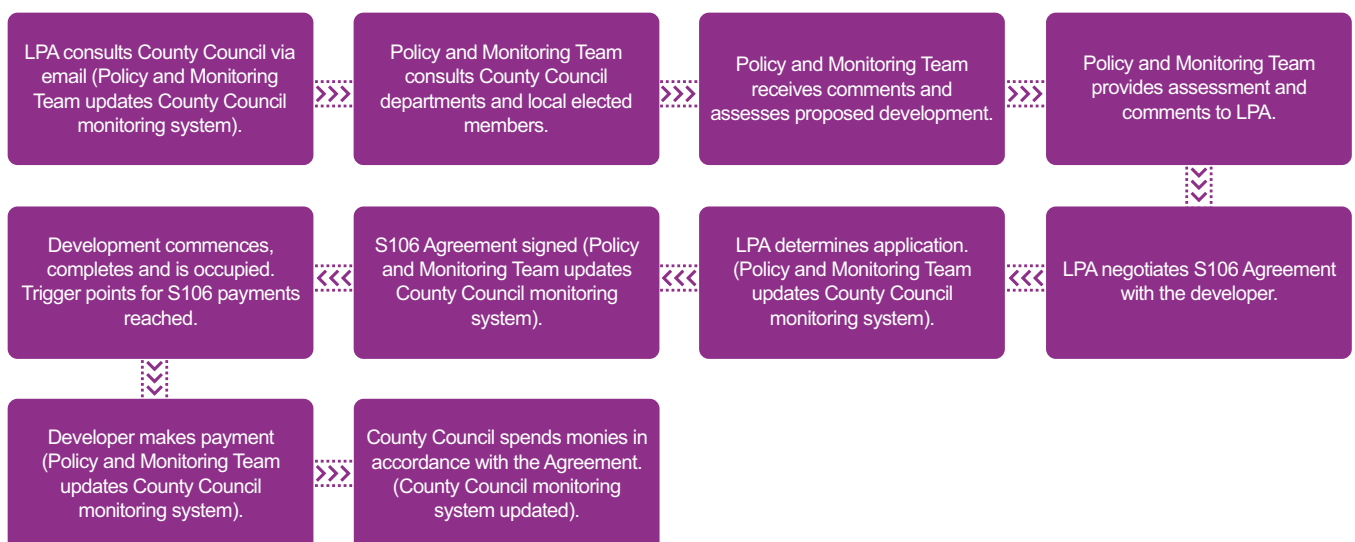 LPA consults County Council via
email (Policy and Monitoring
Team updates County Council
monitoring system).
Policy and Monitoring Team
consults County Council
departments and local elected
members.
Policy and Monitoring Team
receives comments and
assesses proposed development.
Policy and Monitoring Team
provides assessment and
comments to LPA.
LPA negotiates S106 Agreement
with the developer.
LPA determines application.
(Policy and Monitoring Team
updates County Council
monitoring system).
S106 Agreement signed (Policy
and Monitoring Team updates
County Council monitoring
system).
Development commences,
completes and is occupied.
Trigger points for S106 payments
reached.
Developer makes payment
(Policy and Monitoring Team
updates County Council
monitoring system).
County Council spends monies in
accordance with the Agreement.
(County Council monitoring
system updated).